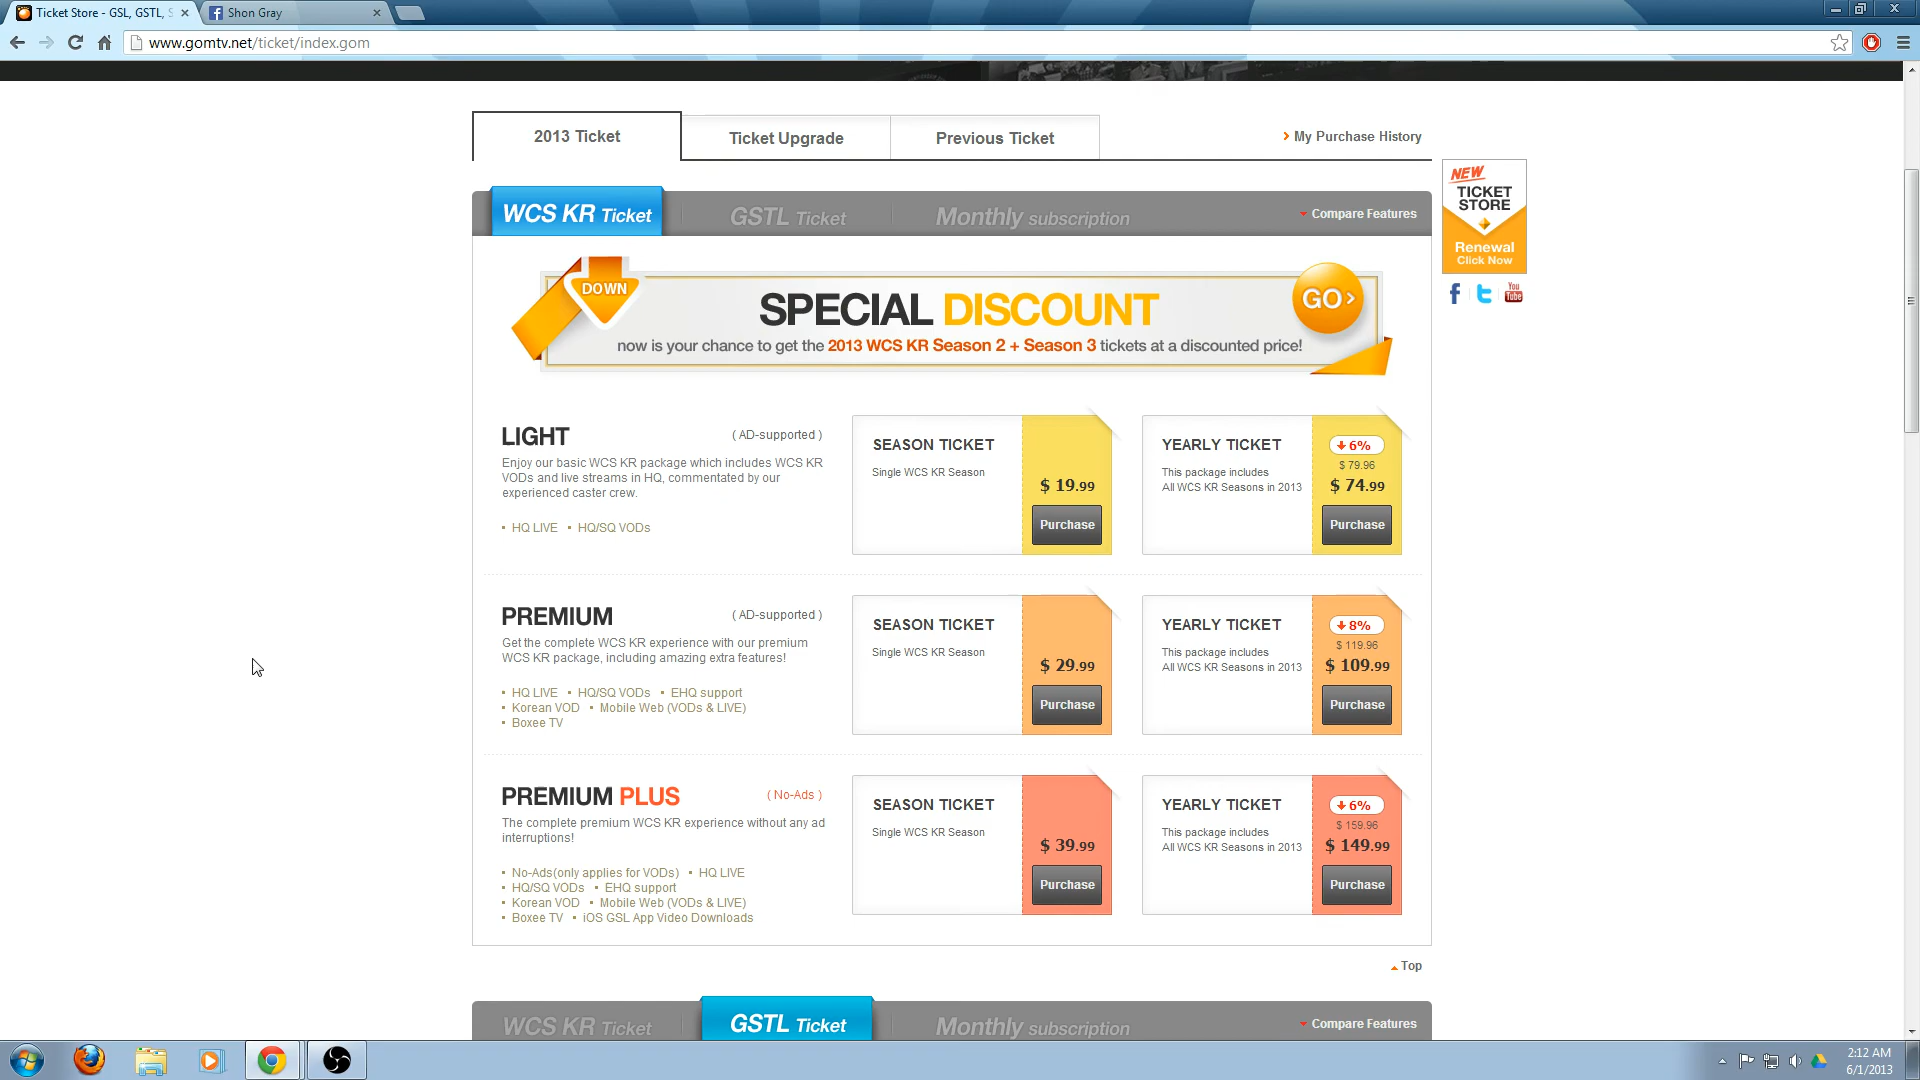 Ticket Store - GSL, GSTL, S
Shon Gray
www.gomtv.net/ticket/index.gom
2013 Ticket
Ticket Upgrade
Previous Ticket
My Purchase History
NEW
TICKET
STORE
Renewal
Click Now
You
Tube
WCS KR Ticket
GSTL Ticket
Monthly subscription
Compare Features
DOWN
SPECIAL DISCOUNT
GO
now is your chance to get the 2013 WCS KR Season 2 + Season 3 tickets at a discounted price!
LIGHT
( AD-supported )
Enjoy our basic WCS KR package which includes WCS KR
VODs and live streams in HQ, commentated by our
experienced caster crew.
HQ LIVE
HQ/SQ VODs
SEASON TICKET
Single WCS KR Season
$ 19.99
Purchase
YEARLY TICKET
This package includes
All WCS KR Seasons in 2013
6%
$ 79.96
$ 74.99
Purchase
PREMIUM
( AD-supported )
Get the complete WCS KR experience with our premium
WCS KR package, including amazing extra features!
HQ LIVE
HQ/SQ VODs
EHQ support
Korean VOD
Mobile Web (VODs & LIVE)
Boxee TV
SEASON TICKET
Single WCS KR Season
$ 29.99
Purchase
YEARLY TICKET
This package includes
All WCS KR Seasons in 2013
8%
$ 119.96
$ 109.99
Purchase
PREMIUM PLUS
( No-Ads )
The complete premium WCS KR experience without any ad
interruptions!
No-Ads(only applies for VODs)
HQ LIVE
HQ/SQ VODs
EHQ support
Korean VOD
Mobile Web (VODs & LIVE)
Boxee TV
iOS GSL App Video Downloads
SEASON TICKET
Single WCS KR Season
$ 39.99
Purchase
YEARLY TICKET
This package includes
All WCS KR Seasons in 2013
6%
$ 159.96
$ 149.99
Purchase
Top
WCS KR Ticket
GSTL Ticket
Monthly subscription
Compare Features
2:12 AM
6/1/2013